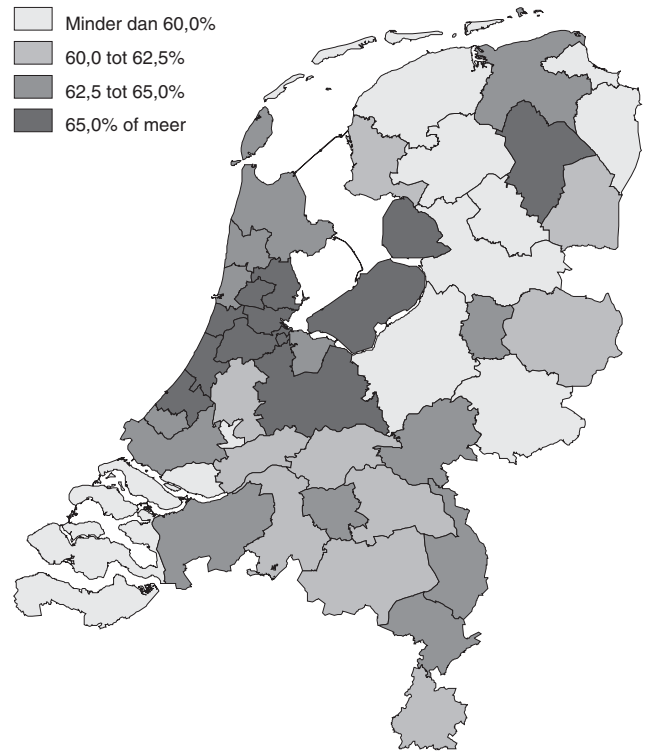 Minder dan 60,0%
60,0 tot 62,5%
62,5 tot 65,0%
65,0% of meer